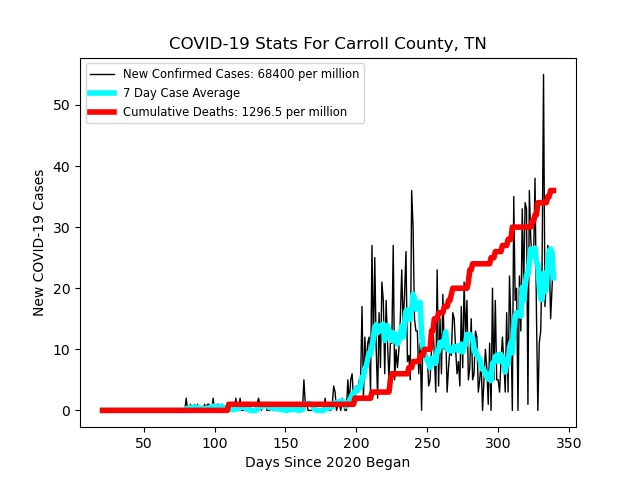 COVID-19 Stats For Carroll County, TN
New Confirmed Cases: 68400 per million
7 Day Case Average
Cumulative Deaths: 1296.5 per million
New COVID-19 Cases
50
40
30
20
10
0
50 100 150 200 250 300 350
Days Since 2020 Began